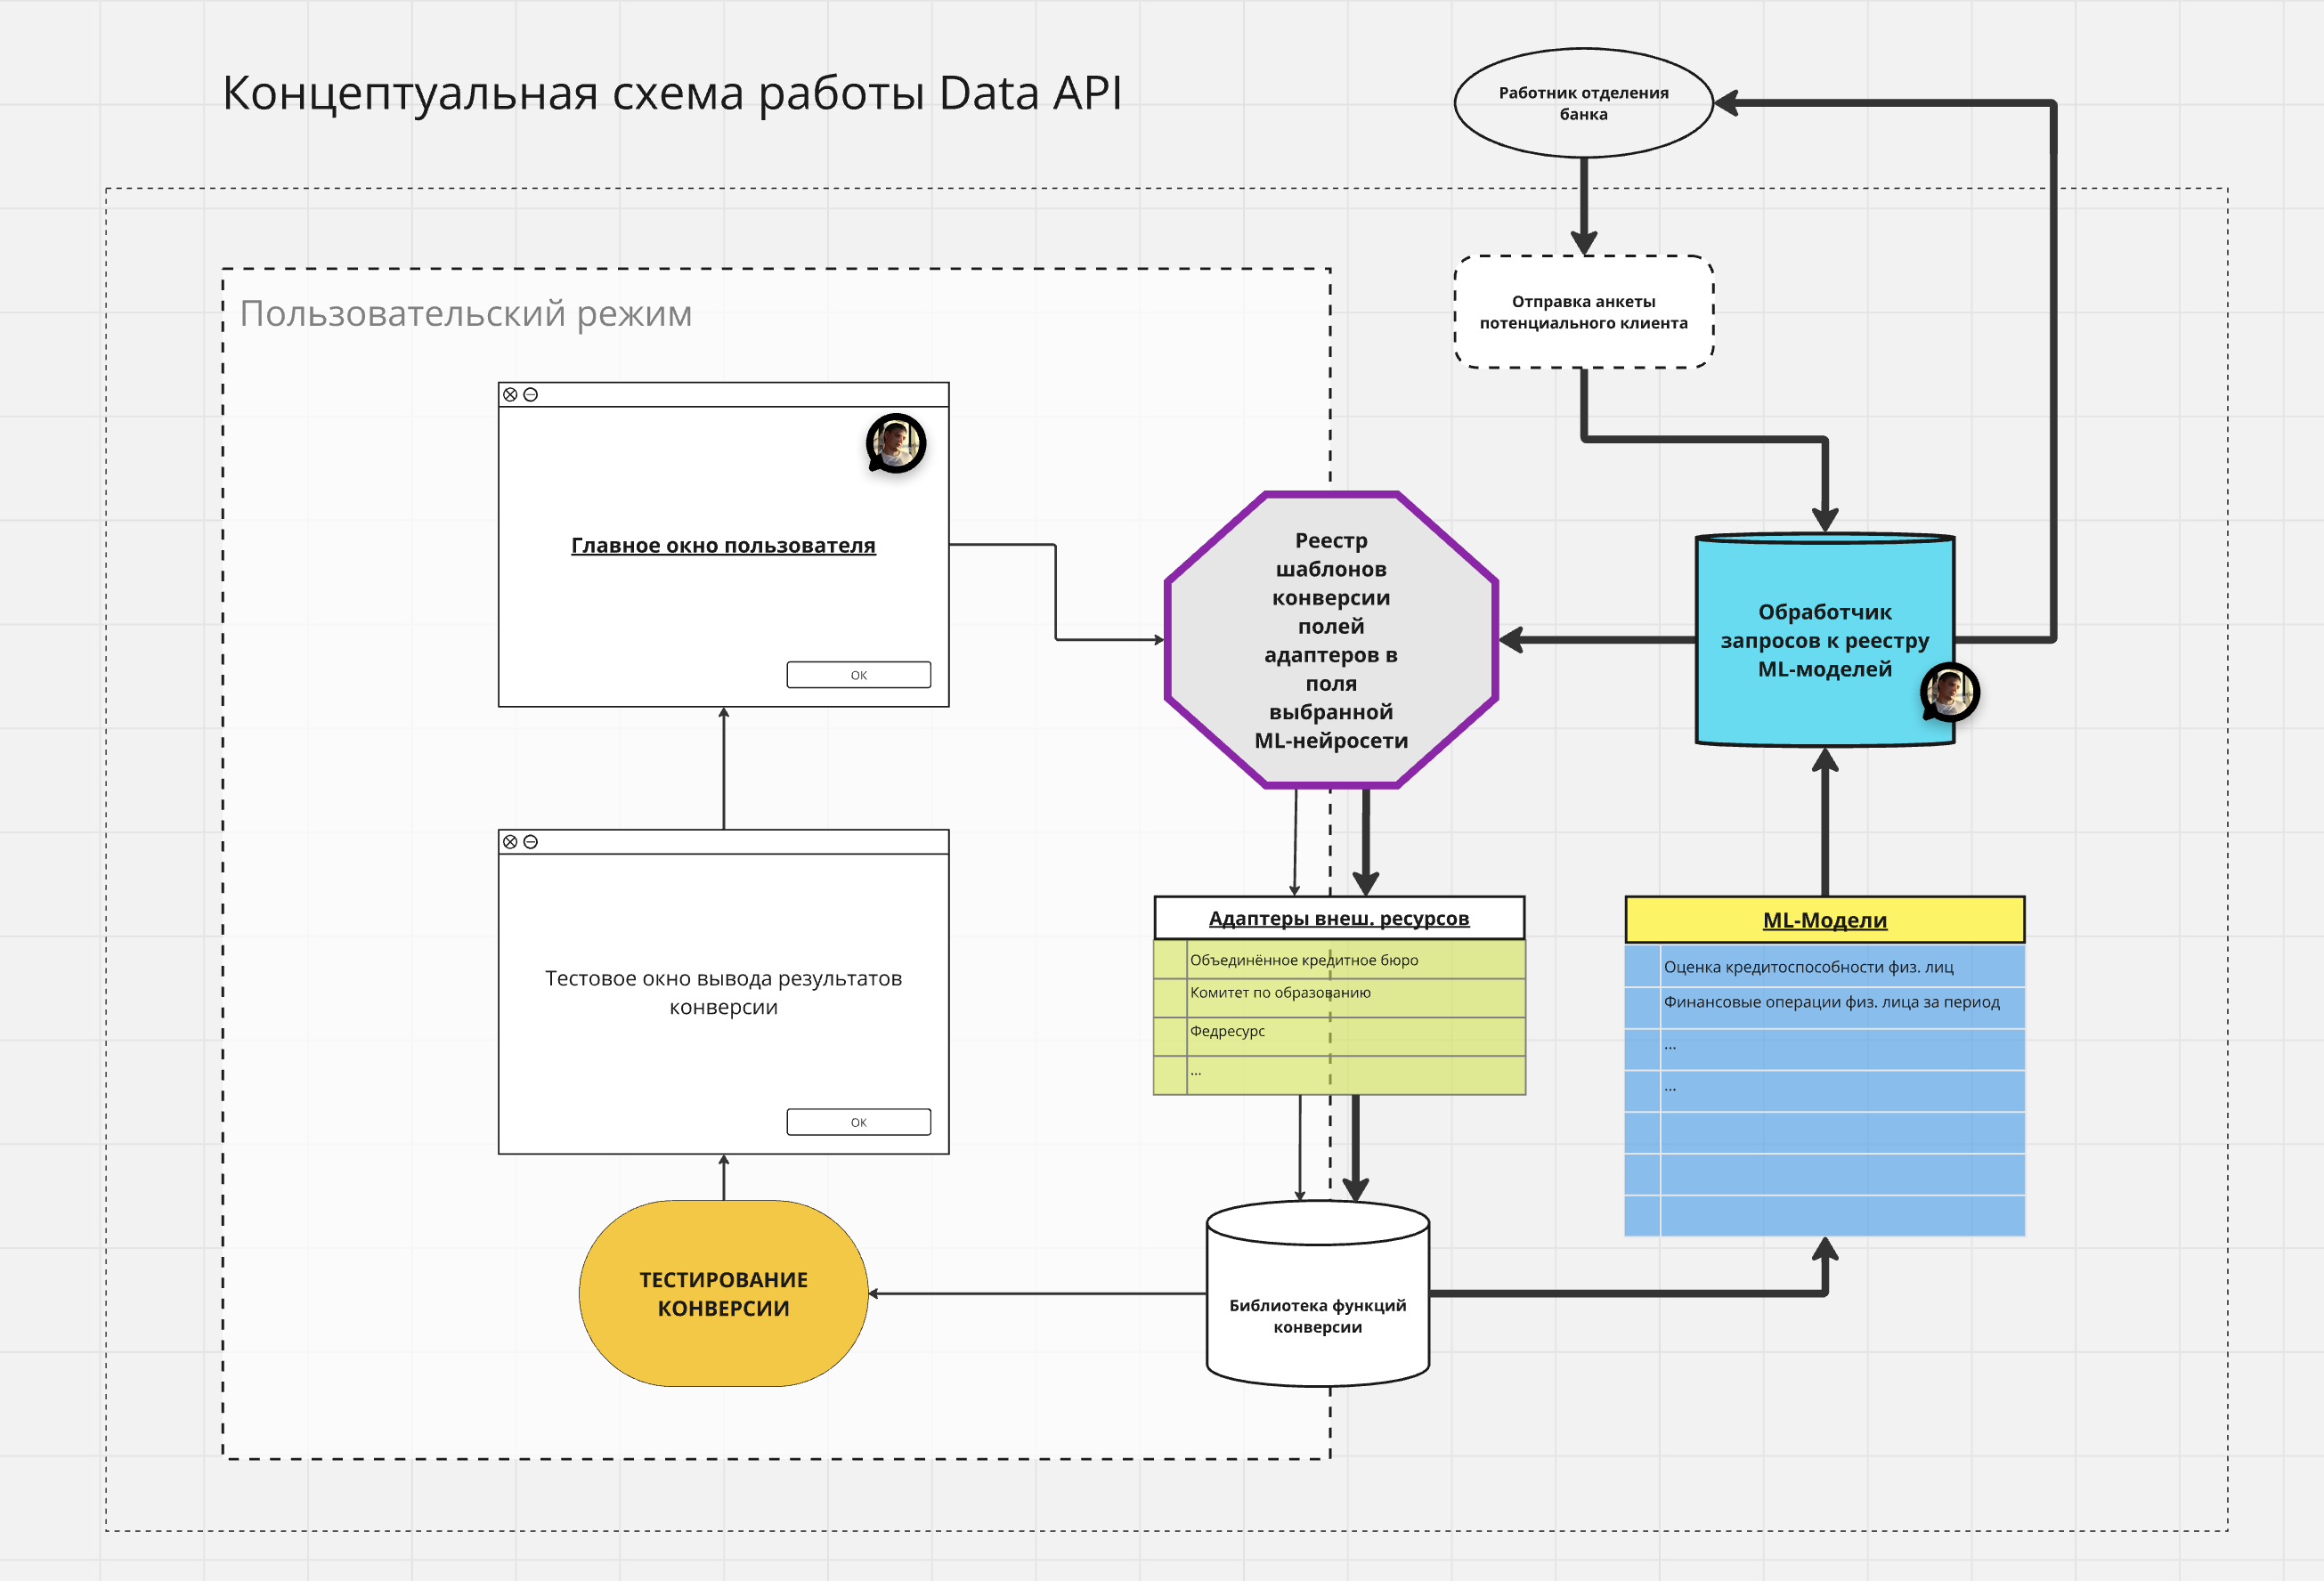 Концептуальная схема работы Data API
Работник отделения
банка
Отправка анкеты
потенциального клиента
Пользовательский режим
Главное окно пользователя
ОК
Реестр
шаблонов
конверсии
полей
адаптеров в
поля
выбранной
ML-нейросети
Обработчик
запросов к реестру
ML-моделей
Тестовое окно вывода результатов
конверсии
ОК
Адаптеры внеш. ресурсов
Объединённое кредитное бюро
Комитет по образованию
Федресурс
...
ML-Модели
Оценка кредитоспособности физ. лиц
Финансовые операции физ. лица за период
...
...
ТЕСТИРОВАНИЕ
КОНВЕРСИИ
Библиотека функций
конверсии